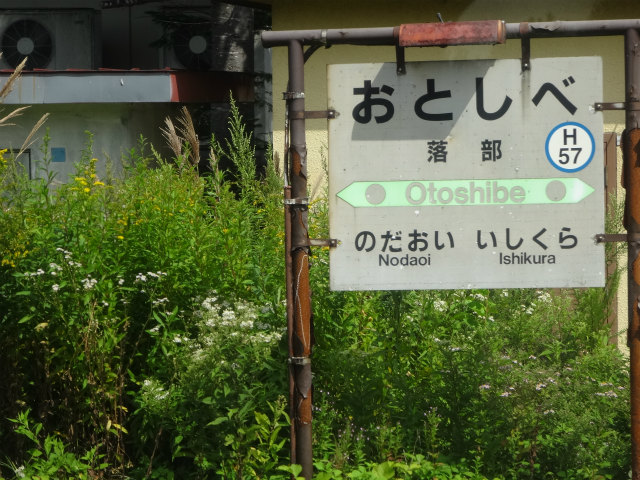 おとしべ
落部
H
57
Otoshibe
のだおい いしくら
Nodaoi Ishikura